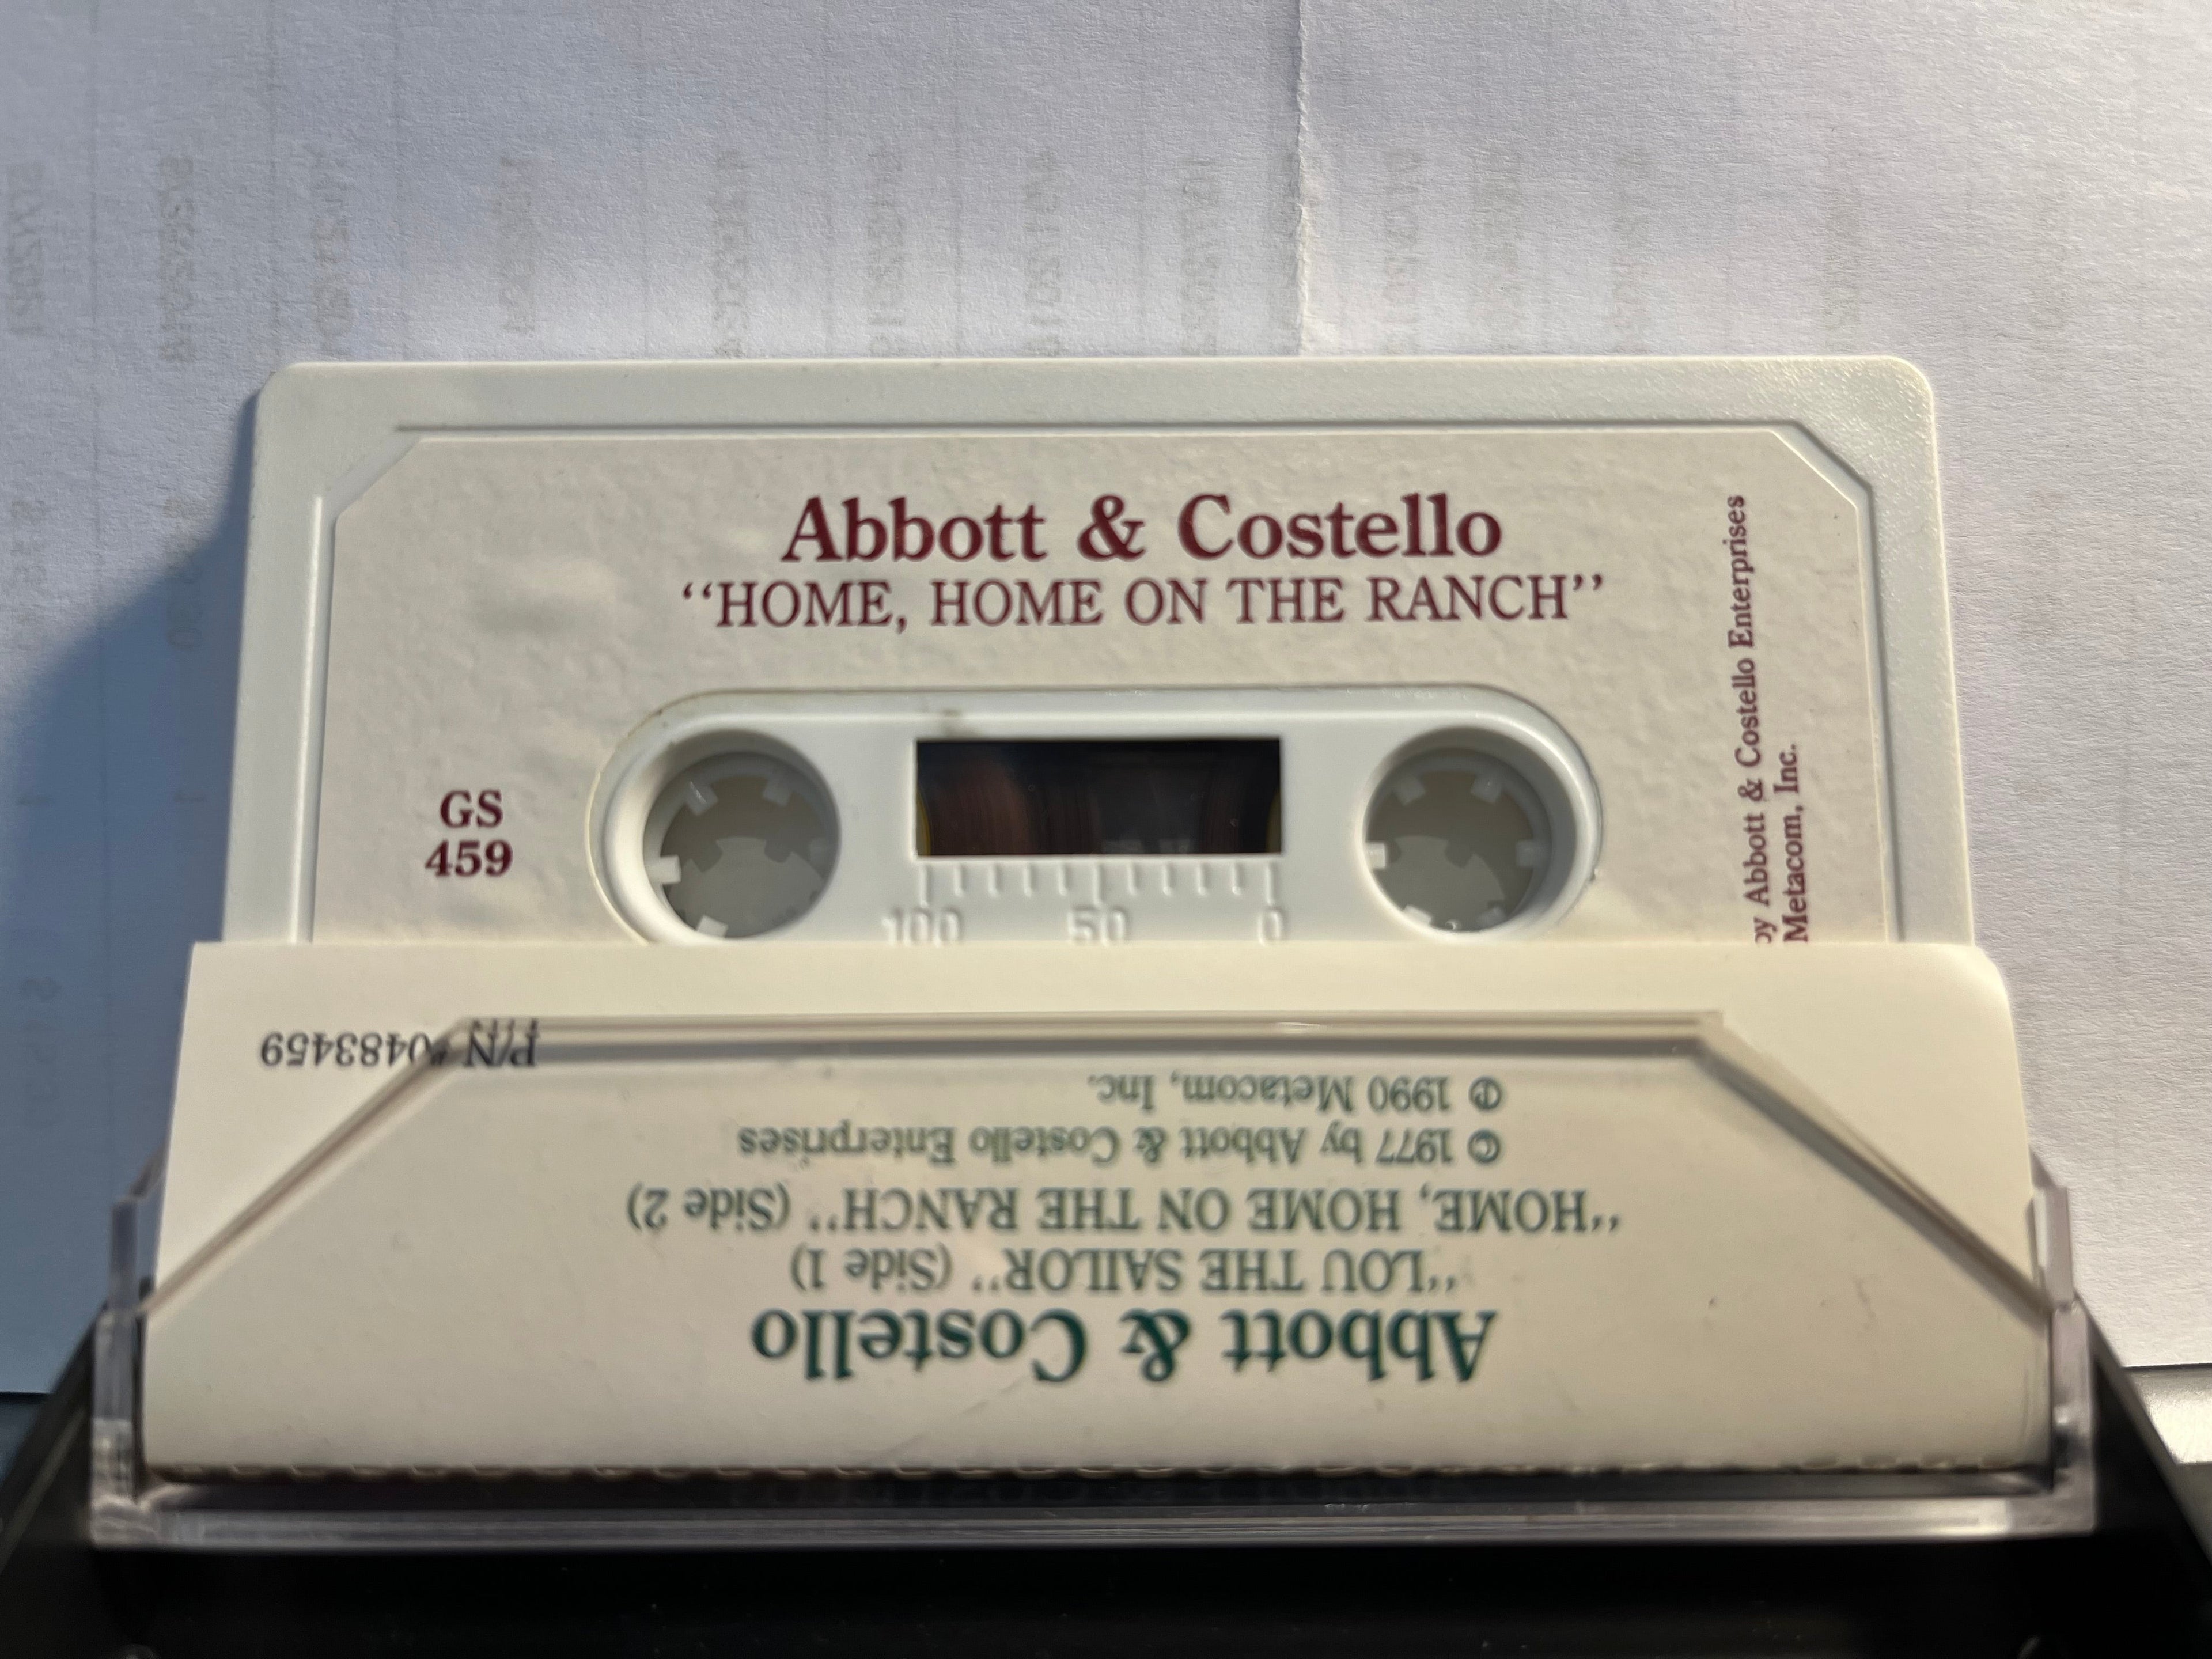 Abbott & Costello
‘‘HOME, HOME ON THE RANCH’’
GS
459
Abbott & Costello Enterprises
Metacom, Inc.
100 50 0
Abbott & Costello
‘‘LOU THE SAILOR’’ (Side 1)
‘‘HOME, HOME ON THE RANCH’’ (Side 2)
© 1977 by Abbott & Costello Enterprises
℗ 1990 Metacom, Inc.
P/N #0483459